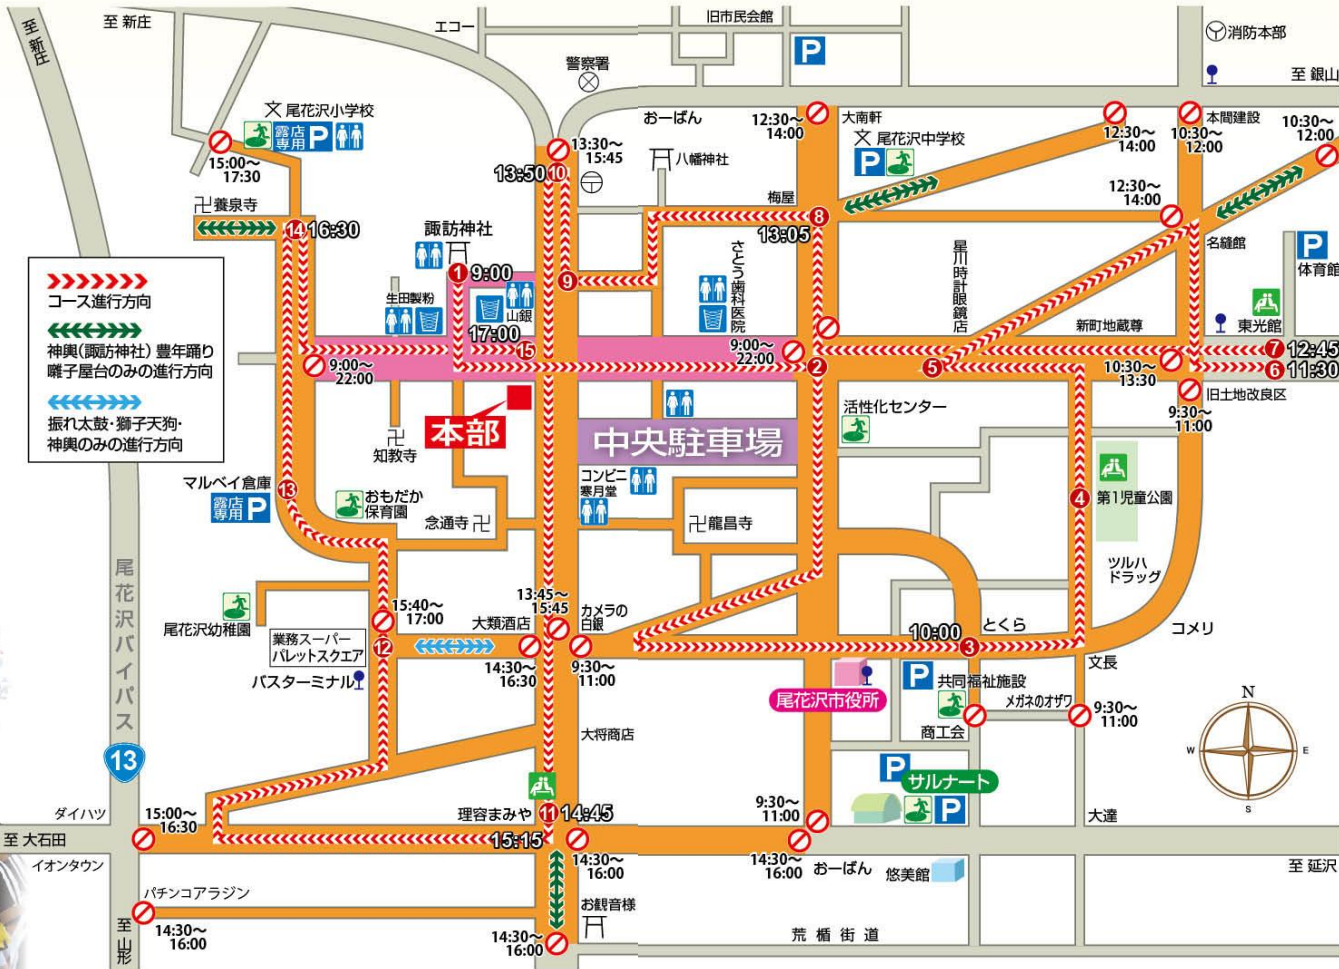 至 新庄
至 新庄
エコー
旧市民会館
P
消防本部
警察署
至 銀山
文 尾花沢小学校
露店
専用 P
おーばん
12:30～
14:00
大南軒
文 尾花沢中学校
P
12:30～
14:00
本間建設
10:30～
12:00
10:30～
12:00
13:30～
15:45
15:00～
17:30
13:50
10
八幡神社
12:30～
14:00
卍 養泉寺
梅屋
8
13:05
14
16:30
諏訪神社
名縫館
P
体育館
コース進行方向
神輿(諏訪神社)豊年踊り
囃子屋台のみの進行方向
振れ太鼓・獅子天狗・
神輿のみの進行方向
1
9:00
9
さとう歯科医院
星川時計眼鏡店
生田製粉
山銀
17:00
15
新町地蔵尊
東光館
9:00～
22:00
7
12:45
9:00～
22:00
2
5
10:30～
13:30
6
11:30
旧土地改良区
9:30～
11:00
本部
活性化センター
卍
知教寺
中央駐車場
マルベイ倉庫
露店
専用 P
13
おもだか
保育園
コンビニ
寒月堂
4
第1児童公園
念通寺 卍
卍 龍昌寺
ツルハ
ドラッグ
尾花沢バイパス
尾花沢幼稚園
15:40～
17:00
13:45～
15:45
大類酒店
カメラの
白銀
10:00
とくら
コメリ
業務スーパー
パレットスクエア
12
14:30～
16:30
9:30～
11:00
3
文長
バスターミナル
尾花沢市役所
P
共同福祉施設
メガネのオザワ
9:30～
11:00
商工会
N
W
E
S
大将商店
13
P
サルナート
P
ダイハツ
15:00～
16:30
理容まみや
11
14:45
9:30～
11:00
大達
至 大石田
15:15
イオンタウン
14:30～
16:00
14:30～
16:00
おーばん
悠美館
至 延沢
パチンコアラジン
お観音様
至 山形
14:30～
16:00
14:30～
16:00
荒楯街道